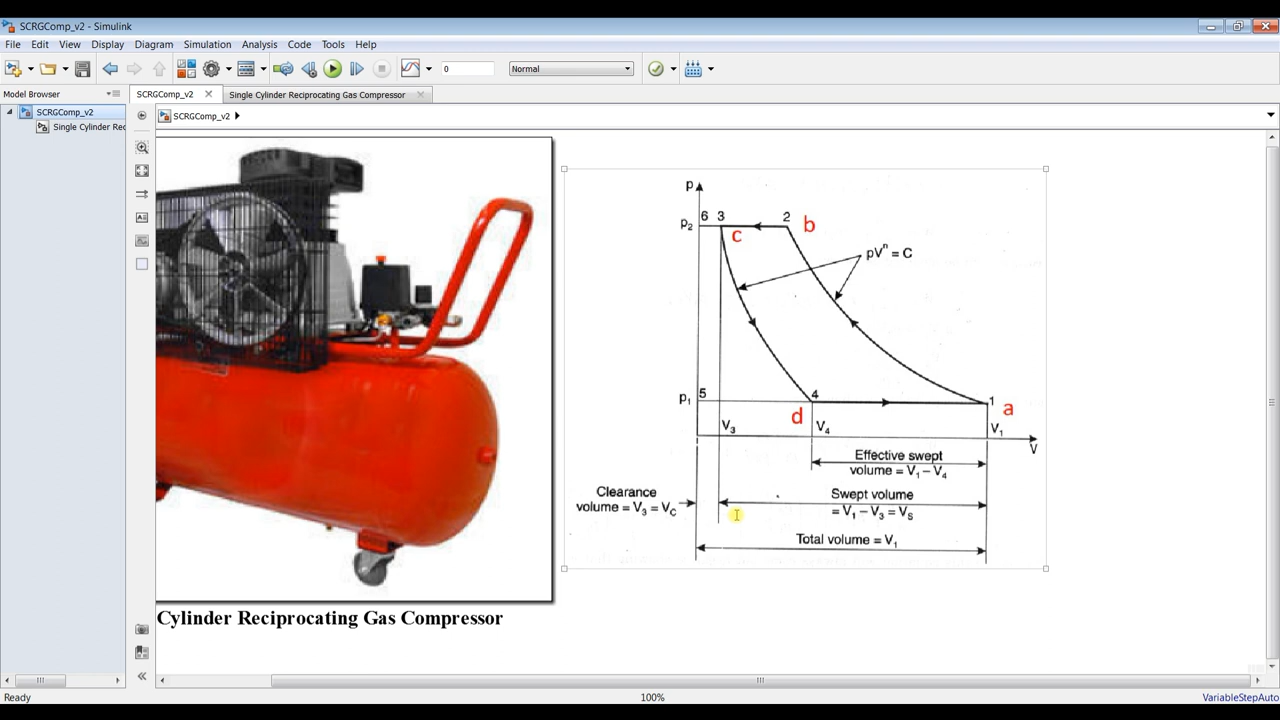 SCRGComp_v2 - Simulink
File Edit View Display Diagram Simulation Analysis Code Tools Help
0
Normal
Model Browser
SCRGComp_v2
Single Cylinder Reciprocating Gas Compressor
SCRGComp_v2
Single Cylinder Rec
SCRGComp_v2
p
6 3 2
b
p2
c
pVn = C
p1
5
4
1
a
d
V3
V4
V1
V
Effective swept
volume = V1 – V4
Clearance
volume = V3 = VC
Swept volume
= V1 – V3 = VS
Total volume = V1
Cylinder Reciprocating Gas Compressor
Ready
100%
VariableStepAuto